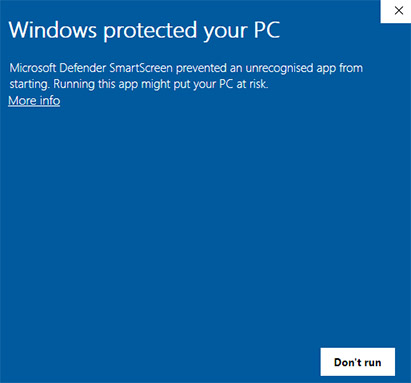 Windows protected your PC
Microsoft Defender SmartScreen prevented an unrecognised app from
starting. Running this app might put your PC at risk.
More info
Don't run